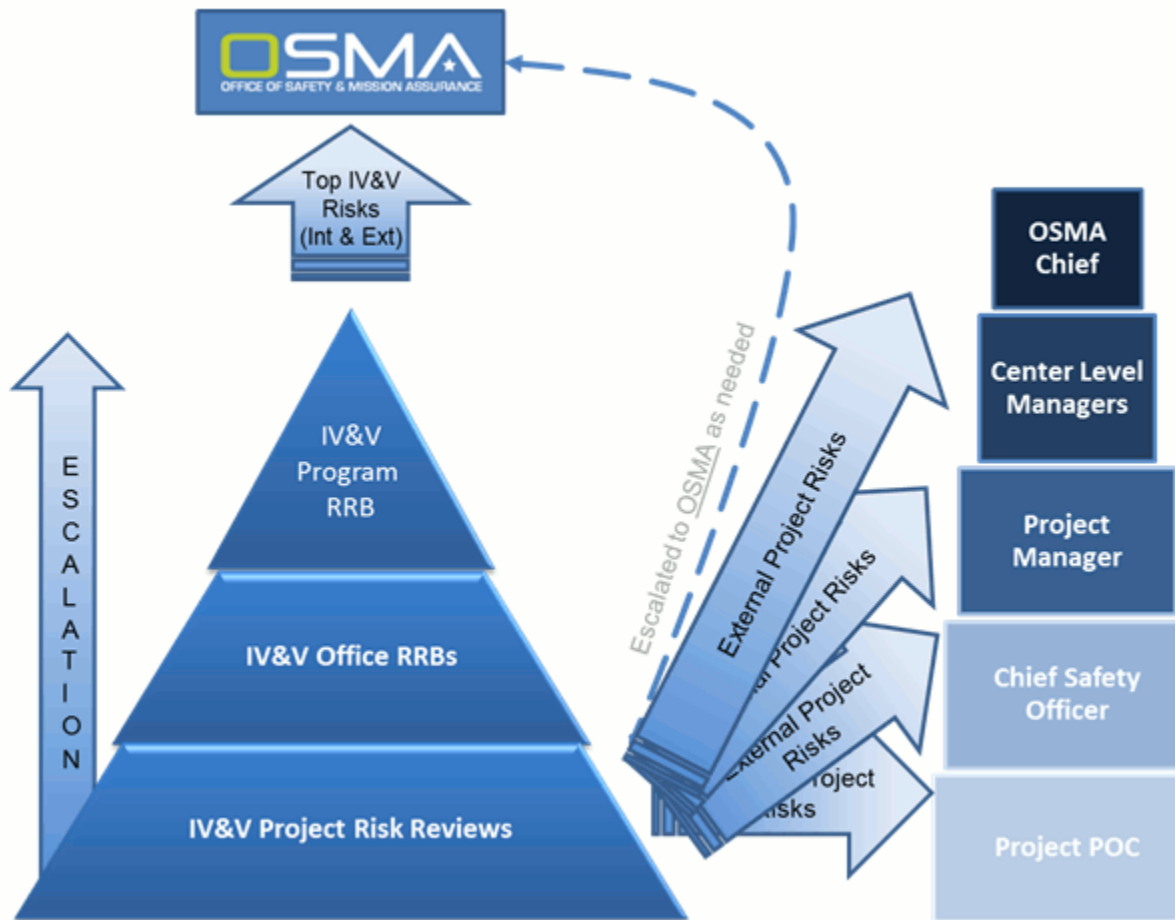 OSMA
OFFICE OF SAFETY & MISSION ASSURANCE
Top IV&V
Risks
(Int & Ext)
ESCALATION
IV&V
Program
RRB
IV&V Office RRBs
IV&V Project Risk Reviews
Escalated to OSMA as needed
External Project Risks
Project Risks
External Project
Risks
Risks
OSMA
Chief
Center Level
Managers
Project
Manager
Chief Safety
Officer
Project POC